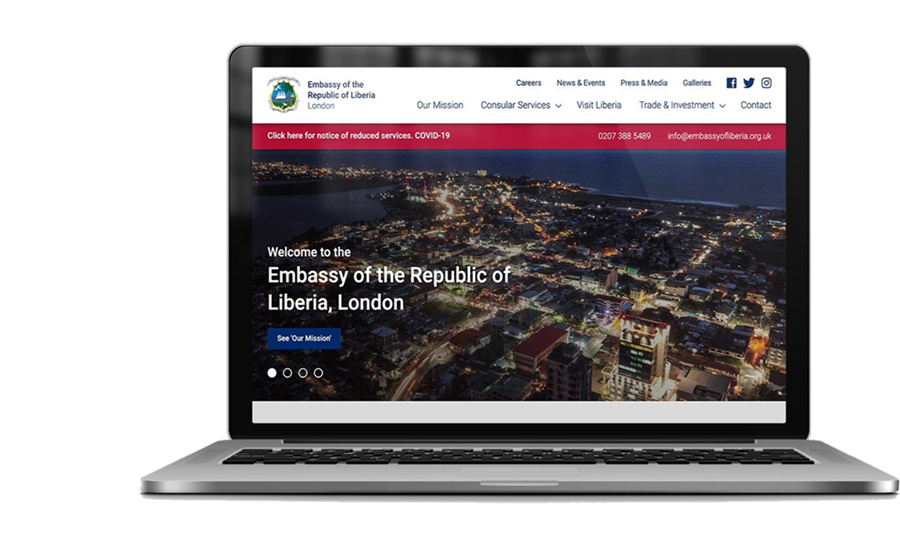 Embassy of the
Republic of Liberia
London
Careers News & Events Press & Media Galleries
Our Mission Consular Services Visit Liberia Trade & Investment Contact
Click here for notice of reduced services. COVID-19 0207 388 5489 info@embassyofliberia.org.uk
Welcome to the
Embassy of the Republic of
Liberia, London
See 'Our Mission'